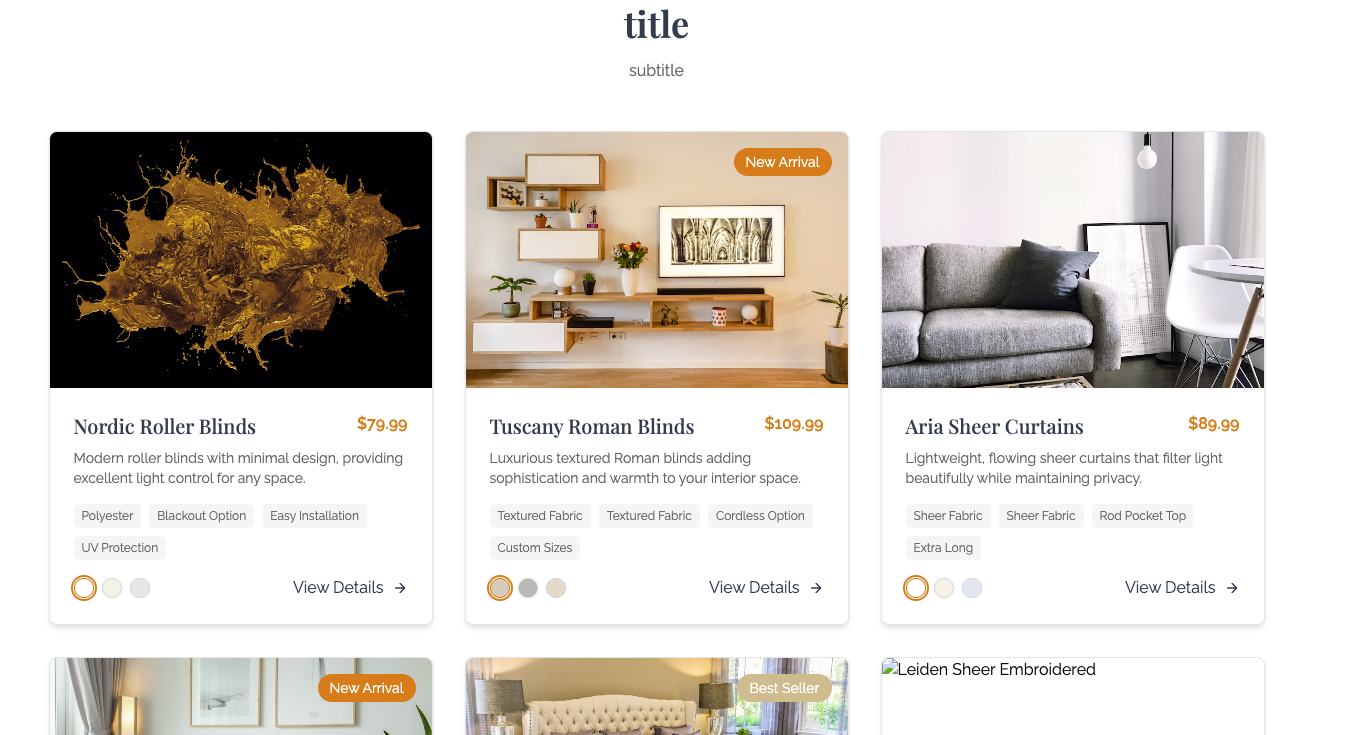 title
subtitle
New Arrival
Nordic Roller Blinds $79.99
Modern roller blinds with minimal design, providing
excellent light control for any space.
Polyester Blackout Option Easy Installation
UV Protection
View Details →
Tuscany Roman Blinds $109.99
Luxurious textured Roman blinds adding
sophistication and warmth to your interior space.
Textured Fabric Textured Fabric Cordless Option
Custom Sizes
View Details →
Aria Sheer Curtains $89.99
Lightweight, flowing sheer curtains that filter light
beautifully while maintaining privacy.
Sheer Fabric Sheer Fabric Rod Pocket Top
Extra Long
View Details →
New Arrival
Best Seller
Leiden Sheer Embroidered